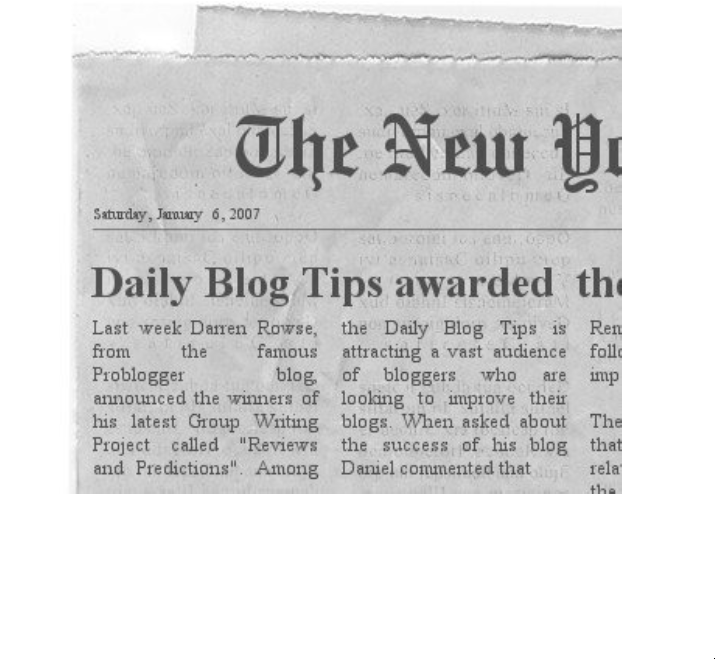 The New Yo
Saturday, January 6, 2007
Daily Blog Tips awarded the
Last week Darren Rowse,
from the famous
Problogger blog,
announced the winners of
his latest Group Writing
Project called "Reviews
and Predictions". Among
the Daily Blog Tips is
attracting a vast audience
of bloggers who are
looking to improve their
blogs. When asked about
the success of his blog
Daniel commented that
Rem
follo
imp
The
that
rela
the